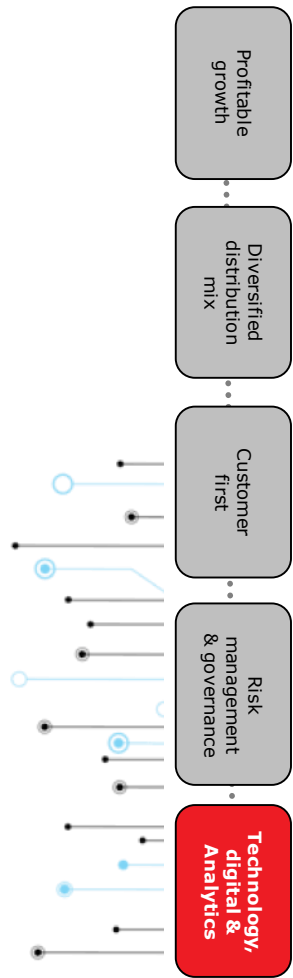 Profitable
growth
Diversified
distribution
mix
Customer
first
Risk
management
& governance
Technology,
digital &
Analytics